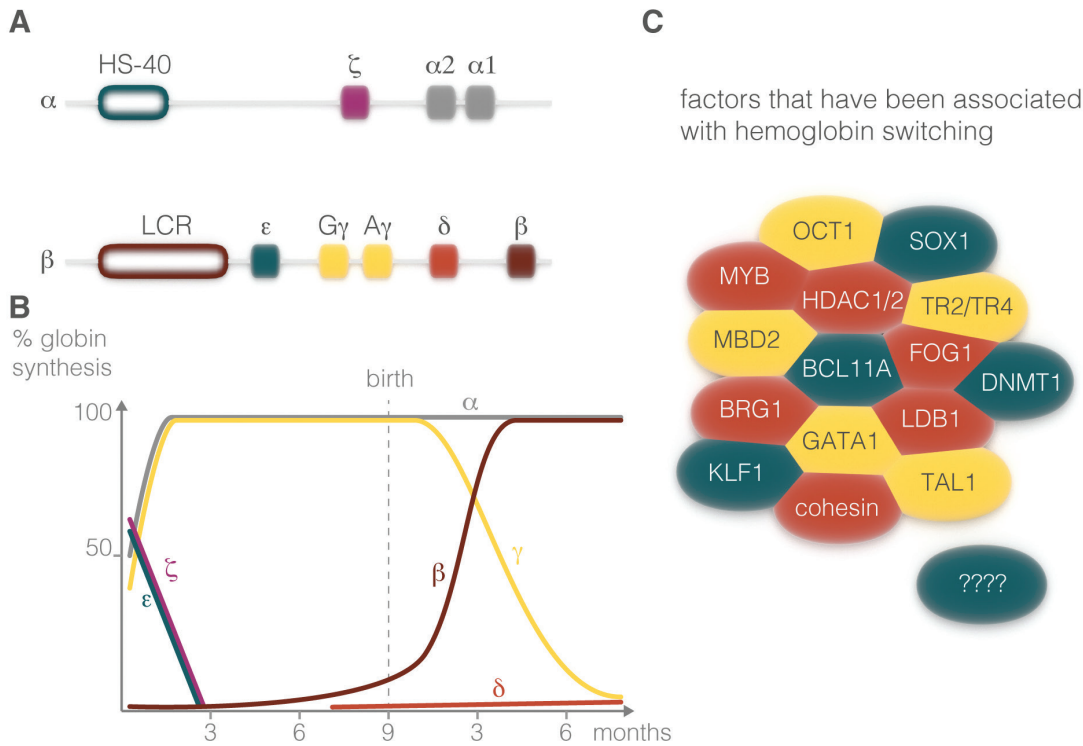 A
HS-40 ζ α2 α1
α
LCR ε Gγ Aγ δ β
β
B
% globin
synthesis
birth
100
α
50
ζ
ε
β
γ
δ
3 6 9 3 6 months
C
factors that have been associated
with hemoglobin switching
OCT1
SOX1
MYB
HDAC1/2
TR2/TR4
MBD2
BCL11A
FOG1
DNMT1
BRG1
LDB1
GATA1
KLF1
TAL1
cohesin
????